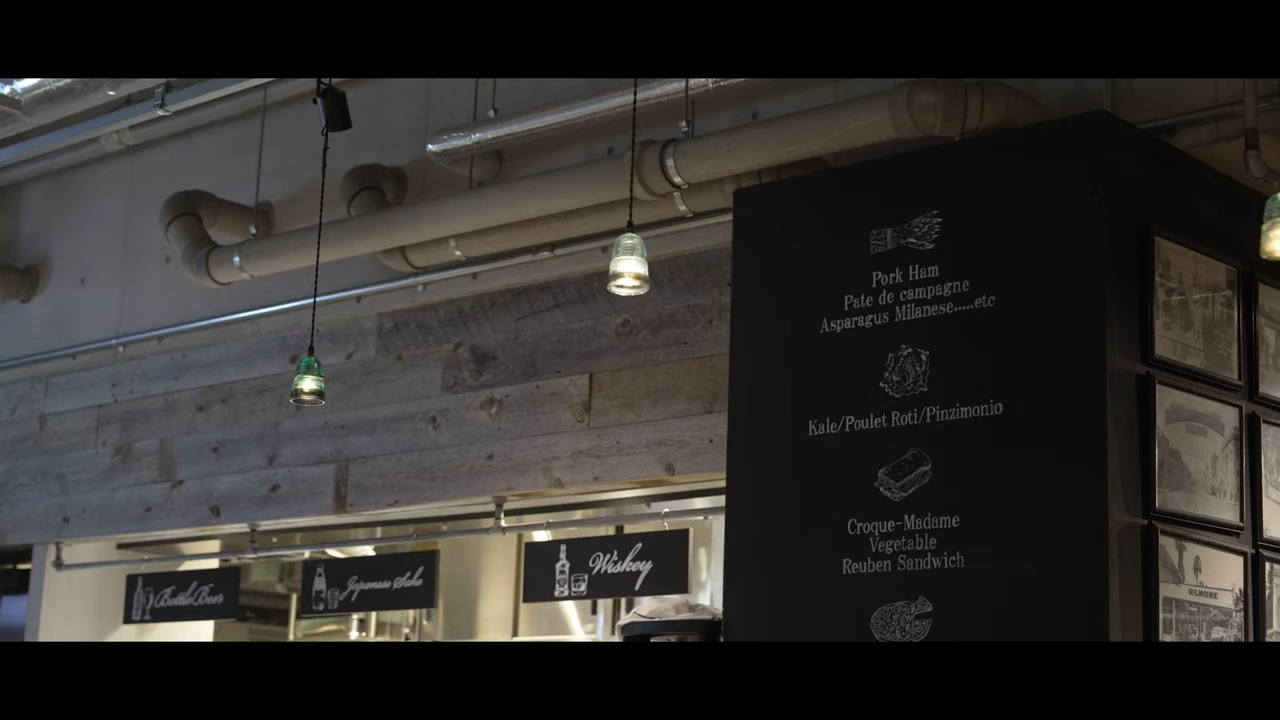 Pork Ham
Pate de campagne
Asparagus Milanese.....etc
Kale/Poulet Roti/Pinzimonio
Croque-Madame
Vegetable
Reuben Sandwich
Bottle Beer
Japanese Sake
Wiskey
GILMORE